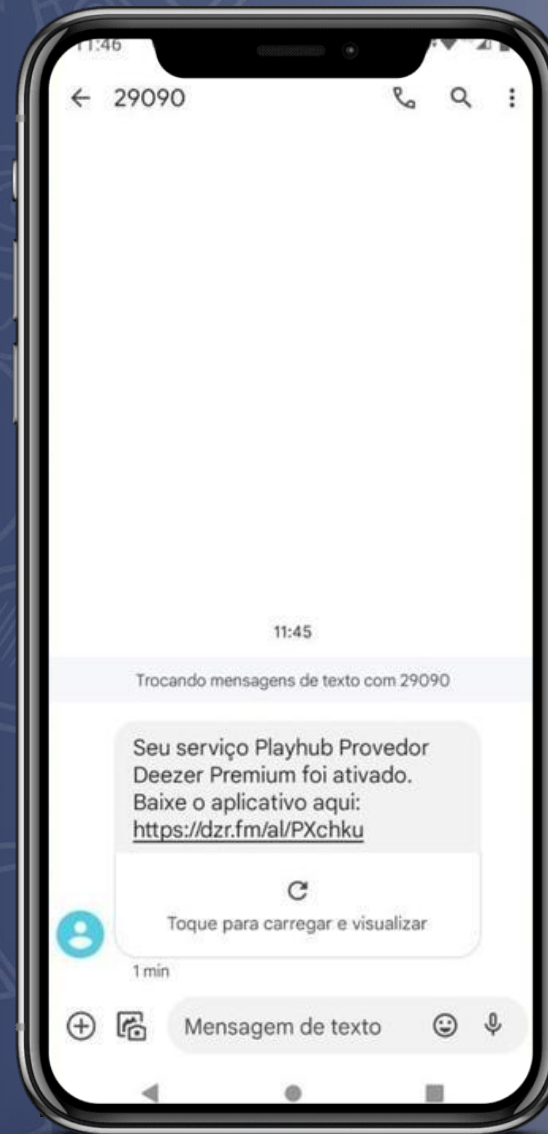 11:46
29090
11:45
Trocando mensagens de texto com 29090
Seu serviço Playhub Provedor
Deezer Premium foi ativado.
Baixe o aplicativo aqui:
https://dzr.fm/al/PXchku
Toque para carregar e visualizar
1 min
Mensagem de texto